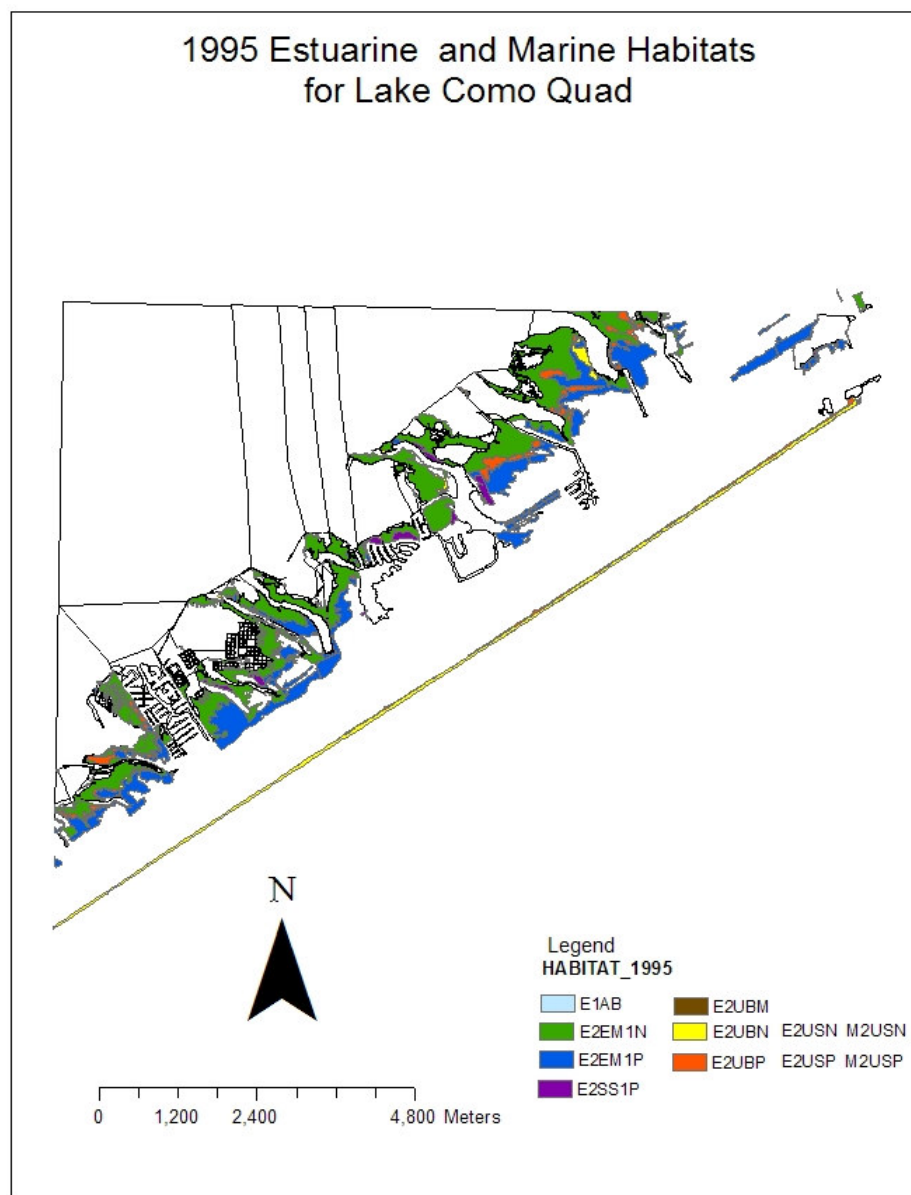 1995 Estuarine and Marine Habitats
for Lake Como Quad
N
Legend
HABITAT_1995
E1AB
E2EM1N
E2EM1P
E2SS1P
E2UBM
E2UBN E2USN M2USN
E2UBP E2USP M2USP
0 1,200 2,400 4,800 Meters